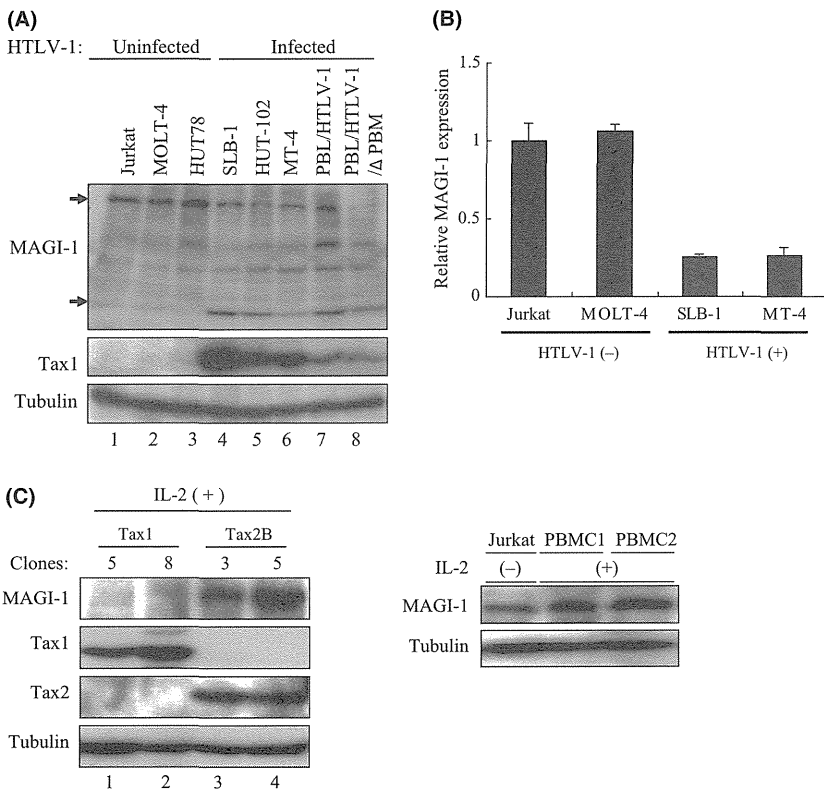 (A)
HTLV-1: Uninfected Infected
Jurkat
MOLT-4
HUT78
SLB-1
HUT-102
MT-4
PBL/HTLV-1
PBL/HTLV-1
/Δ PBM
MAGI-1
Tax1
Tubulin
1 2 3 4 5 6 7 8
(B)
Relative MAGI-1 expression
1.5
1
0.5
0
Jurkat MOLT-4 SLB-1 MT-4
HTLV-1 (–) HTLV-1 (+)
(C)
IL-2 ( + )
Tax1 Tax2B
Clones: 5 8 3 5
MAGI-1
Tax1
Tax2
Tubulin
1 2 3 4
Jurkat PBMC1 PBMC2
IL-2 (–) (+)
MAGI-1
Tubulin